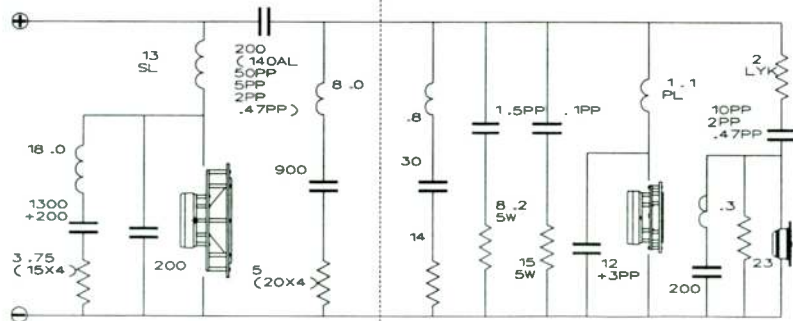 13
SL
200
( 140AL
50PP
5PP
2PP
.47PP )
8 .0
18 .0
1300
+200
3 .75
( 15X4 )
200
900
5
( 20X4 )
.8
30
14
1 .5PP
.1PP
8 .2
5W
15
5W
1 .1
PL
12
+3PP
2
LYK
10PP
2PP
.47PP
.3
23
200